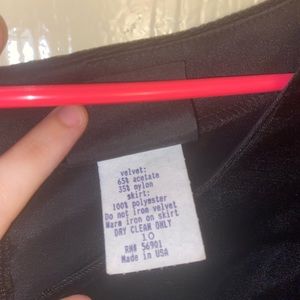 velvet:
65% acetate
35% nylon
skirt:
100% polyester
Do not iron velvet
Warm iron on skirt
DRY CLEAN ONLY
10
RN# 56901
Made in USA